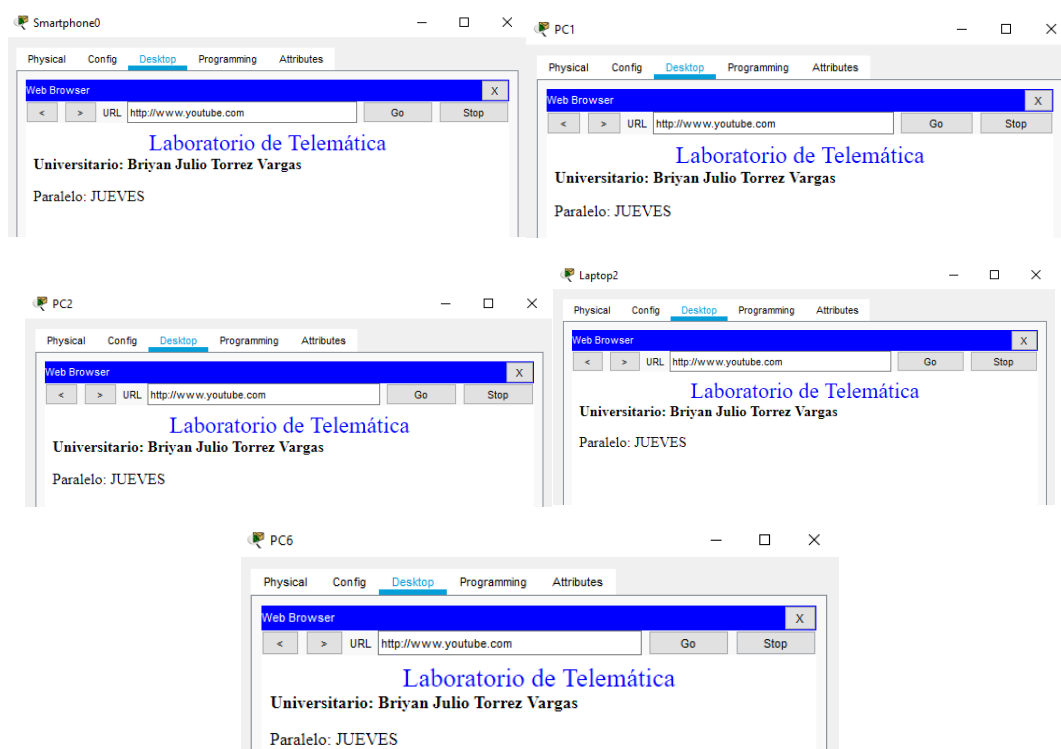 Smartphone0
Physical Config Desktop Programming Attributes
Web Browser X
< > URL http://www.youtube.com Go Stop
Laboratorio de Telemática
Universitario: Briyan Julio Torrez Vargas
Paralelo: JUEVES
PC1
Physical Config Desktop Programming Attributes
Web Browser X
< > URL http://www.youtube.com Go Stop
Laboratorio de Telemática
Universitario: Briyan Julio Torrez Vargas
Paralelo: JUEVES
PC2
Physical Config Desktop Programming Attributes
Web Browser X
< > URL http://www.youtube.com Go Stop
Laboratorio de Telemática
Universitario: Briyan Julio Torrez Vargas
Paralelo: JUEVES
Laptop2
Physical Config Desktop Programming Attributes
Web Browser X
< > URL http://www.youtube.com Go Stop
Laboratorio de Telemática
Universitario: Briyan Julio Torrez Vargas
Paralelo: JUEVES
PC6
Physical Config Desktop Programming Attributes
Web Browser X
< > URL http://www.youtube.com Go Stop
Laboratorio de Telemática
Universitario: Briyan Julio Torrez Vargas
Paralelo: JUEVES